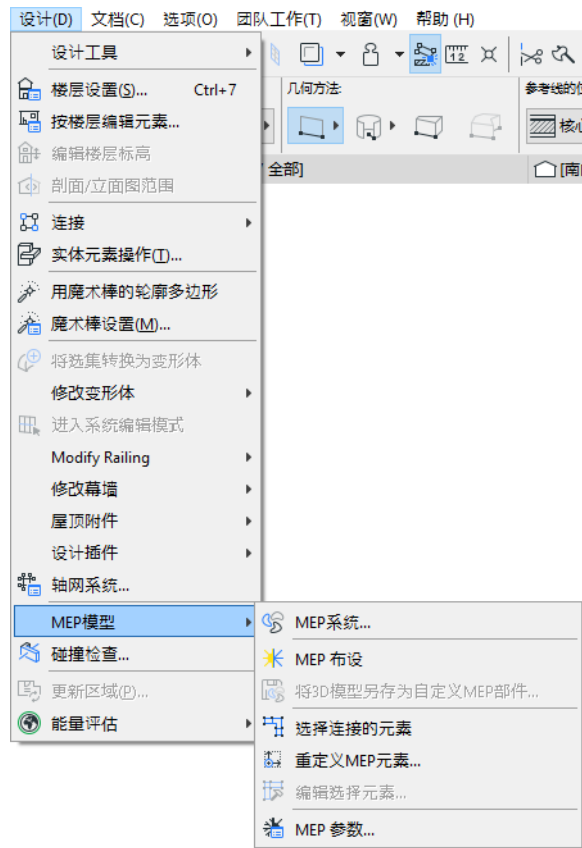 设计(D) 文档(C) 选项(O) 团队工作(T) 视窗(W) 帮助 (H)
设计工具
几何方法:
楼层设置(S)... Ctrl+7
按楼层编辑元素...
编辑楼层标高
全部]
剖面/立面图范围
连接
实体元素操作(T)...
用魔术棒的轮廓多边形
魔术棒设置(M)...
将选集转换为变形体
修改变形体
进入系统编辑模式
Modify Railing
修改幕墙
屋顶附件
设计插件
轴网系统...
MEP模型
碰撞检查...
更新区域(P)...
能量评估
MEP系统...
MEP 布设
将3D模型另存为自定义MEP部件...
选择连接的元素
重定义MEP元素...
编辑选择元素...
MEP 参数...